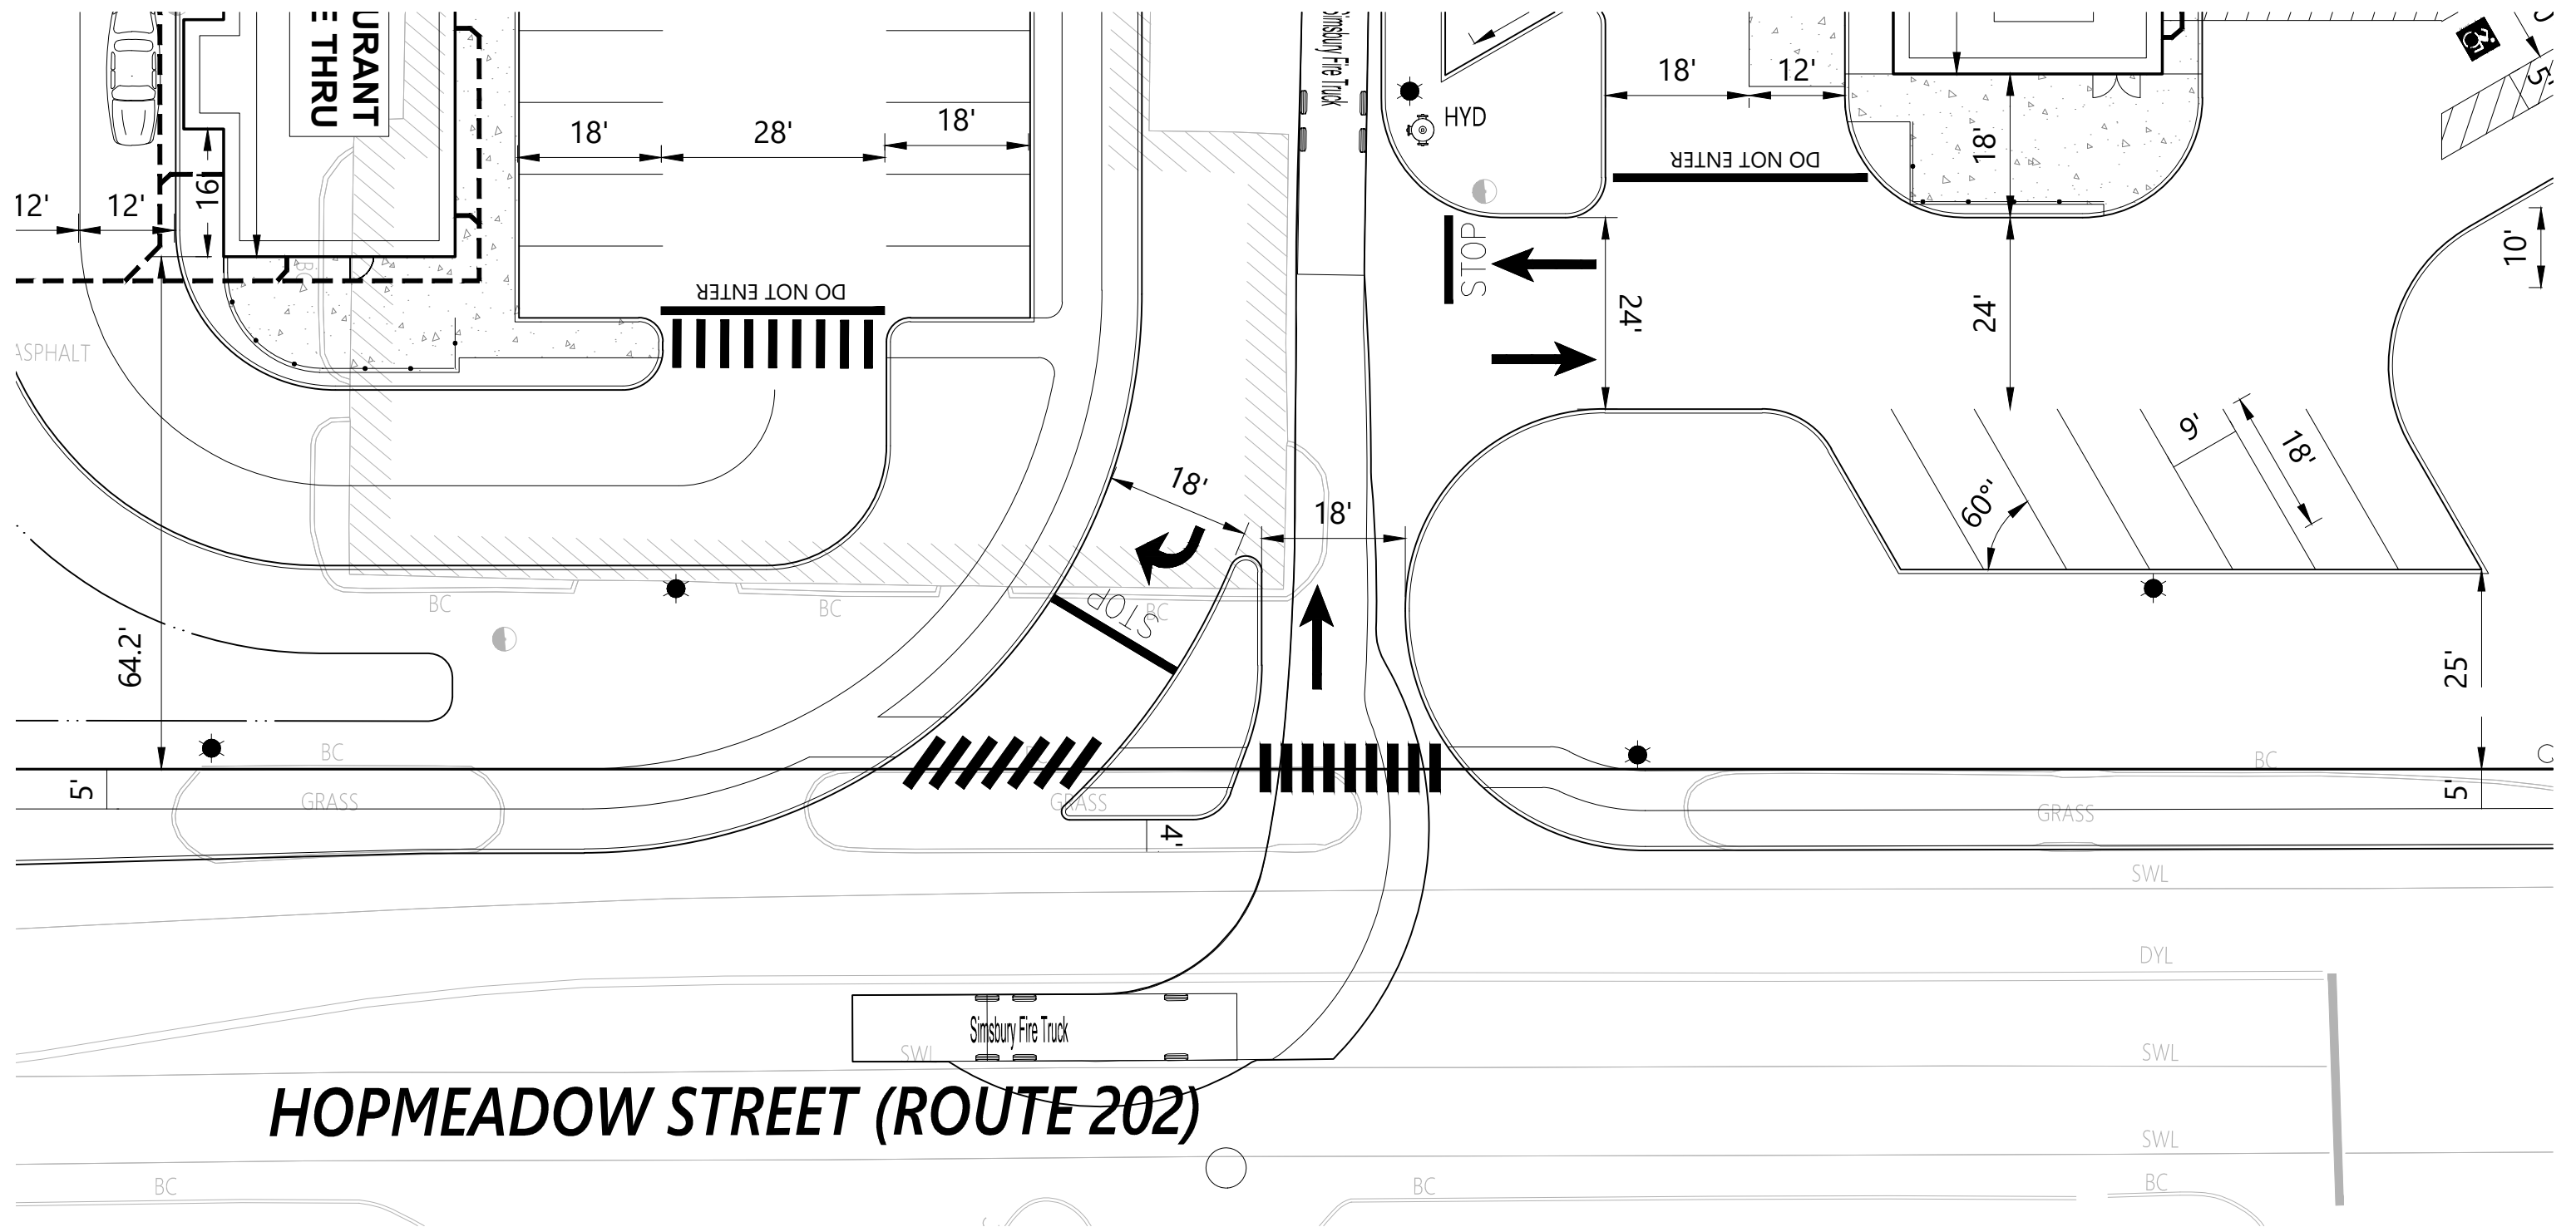 URANT
E THRU
Simsbury Fire Truck
HYD
18'
12'
18'
28'
18'
DO NOT ENTER
18'
5'
12'
12'
16'
STOP
10'
24'
24'
DO NOT ENTER
BC
ASPHALT
9'
18'
60°'
18'
18'
BC
BC
BC
STOP
64.2'
25'
BC
BC
5'
GRASS
GRASS
GRASS
5'
4'
SWL
DYL
Simsbury Fire Truck
SWL
SWL
HOPMEADOW STREET (ROUTE 202)
SWL
BC
BC
BC